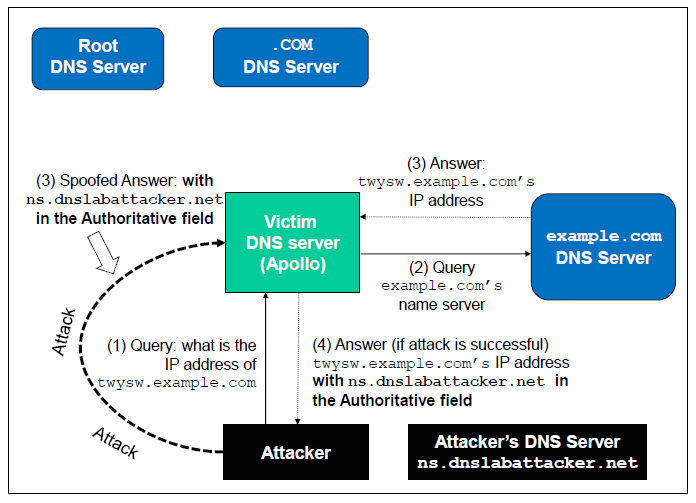 Root
DNS Server
.COM
DNS Server
(3) Spoofed Answer: with
ns.dnslabattacker.net
in the Authoritative field
(3) Answer:
twysw.example.com’s
IP address
Victim
DNS server
(Apollo)
example.com
DNS Server
(2) Query
example.com’s
name server
Attack
(1) Query: what is the
IP address of
twysw.example.com
(4) Answer (if attack is successful)
twysw.example.com’s IP address
with ns.dnslabattacker.net in
the Authoritative field
Attack
Attacker
Attacker’s DNS Server
ns.dnslabattacker.net